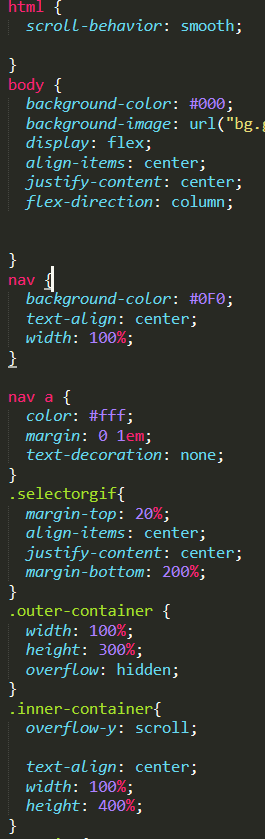 html {
scroll-behavior: smooth;
}
body {
background-color: #000;
background-image: url("bg.g
display: flex;
align-items: center;
justify-content: center;
flex-direction: column;
}
nav {
background-color: #0F0;
text-align: center;
width: 100%;
}
nav a {
color: #fff;
margin: 0 1em;
text-decoration: none;
}
.selectorgif{
margin-top: 20%;
align-items: center;
justify-content: center;
margin-bottom: 200%;
}
.outer-container {
width: 100%;
height: 300%;
overflow: hidden;
}
.inner-container{
overflow-y: scroll;
text-align: center;
width: 100%;
height: 400%;
}